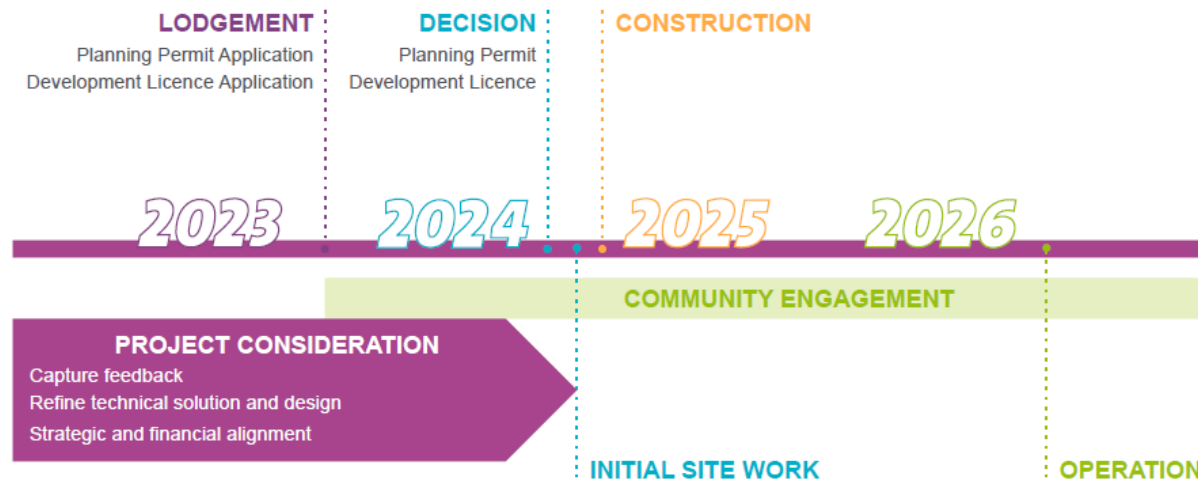 LODGEMENT
Planning Permit Application
Development Licence Application
DECISION
Planning Permit
Development Licence
CONSTRUCTION
2023
2024
2025
2026
COMMUNITY ENGAGEMENT
PROJECT CONSIDERATION
Capture feedback
Refine technical solution and design
Strategic and financial alignment
INITIAL SITE WORK
OPERATION